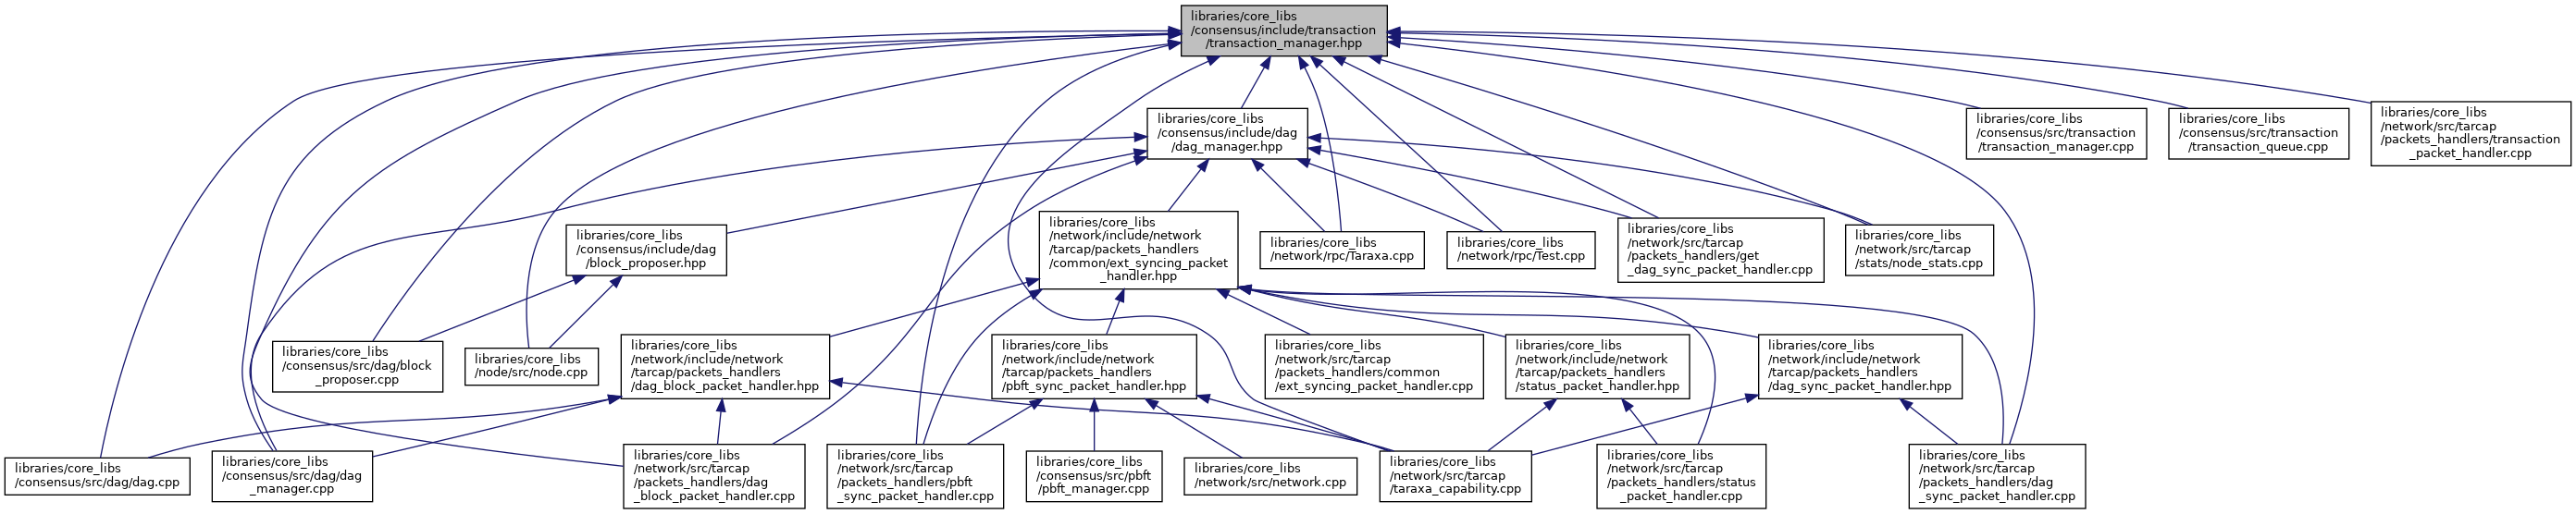 libraries/core_libs
/consensus/include/transaction
/transaction_manager.hpp
libraries/core_libs
/consensus/include/dag
/dag_manager.hpp
libraries/core_libs
/consensus/src/transaction
/transaction_manager.cpp
libraries/core_libs
/consensus/src/transaction
/transaction_queue.cpp
libraries/core_libs
/network/src/tarcap
/packets_handlers/transaction
_packet_handler.cpp
libraries/core_libs
/consensus/include/dag
/block_proposer.hpp
libraries/core_libs
/network/include/network
/tarcap/packets_handlers
/common/ext_syncing_packet
_handler.hpp
libraries/core_libs
/network/rpc/Taraxa.cpp
libraries/core_libs
/network/rpc/Test.cpp
libraries/core_libs
/network/src/tarcap
/packets_handlers/get
_dag_sync_packet_handler.cpp
libraries/core_libs
/network/src/tarcap
/stats/node_stats.cpp
libraries/core_libs
/consensus/src/dag/block
_proposer.cpp
libraries/core_libs
/node/src/node.cpp
libraries/core_libs
/network/include/network
/tarcap/packets_handlers
/dag_block_packet_handler.hpp
libraries/core_libs
/network/include/network
/tarcap/packets_handlers
/pbft_sync_packet_handler.hpp
libraries/core_libs
/network/src/tarcap
/packets_handlers/common
/ext_syncing_packet_handler.cpp
libraries/core_libs
/network/include/network
/tarcap/packets_handlers
/status_packet_handler.hpp
libraries/core_libs
/network/include/network
/tarcap/packets_handlers
/dag_sync_packet_handler.hpp
libraries/core_libs
/consensus/src/dag/dag.cpp
libraries/core_libs
/consensus/src/dag/dag
_manager.cpp
libraries/core_libs
/network/src/tarcap
/packets_handlers/dag
_block_packet_handler.cpp
libraries/core_libs
/network/src/tarcap
/packets_handlers/pbft
_sync_packet_handler.cpp
libraries/core_libs
/consensus/src/pbft
/pbft_manager.cpp
libraries/core_libs
/network/src/network.cpp
libraries/core_libs
/network/src/tarcap
/taraxa_capability.cpp
libraries/core_libs
/network/src/tarcap
/packets_handlers/status
_packet_handler.cpp
libraries/core_libs
/network/src/tarcap
/packets_handlers/dag
_sync_packet_handler.cpp